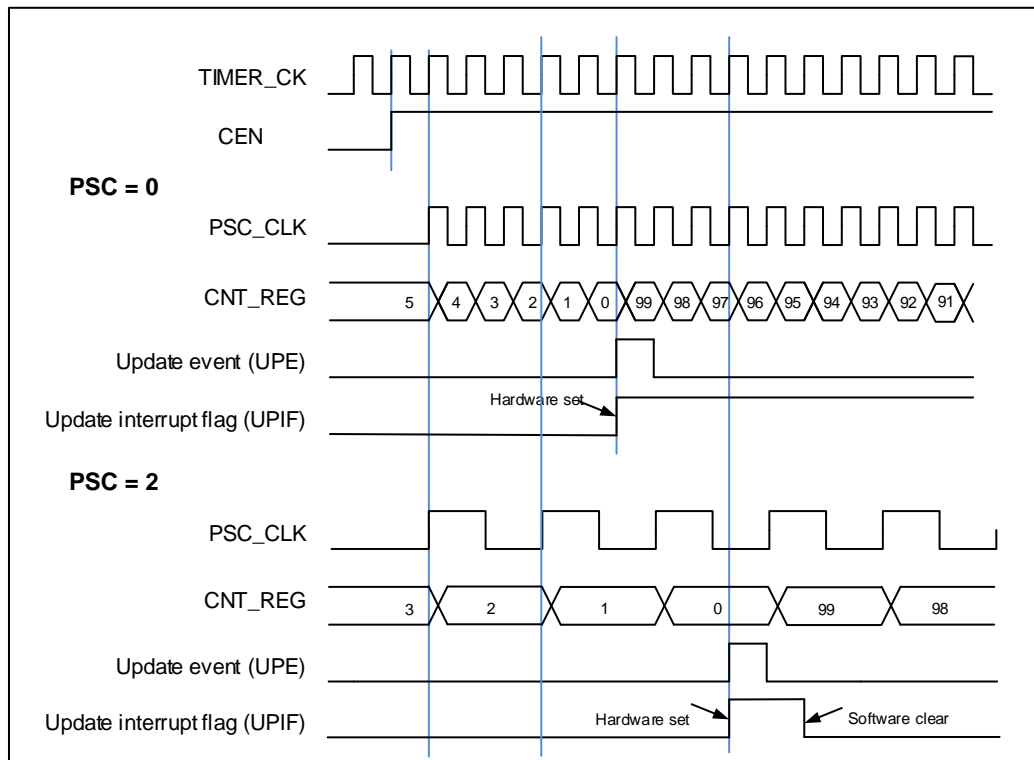 TIMER_CK
CEN
PSC = 0
PSC_CLK
CNT_REG 5 4 3 2 1 0 99 98 97 96 95 94 93 92 91
Update event (UPE)
Hardware set
Update interrupt flag (UPIF)
PSC = 2
PSC_CLK
CNT_REG 3 2 1 0 99 98
Update event (UPE)
Update interrupt flag (UPIF) Hardware set Software clear